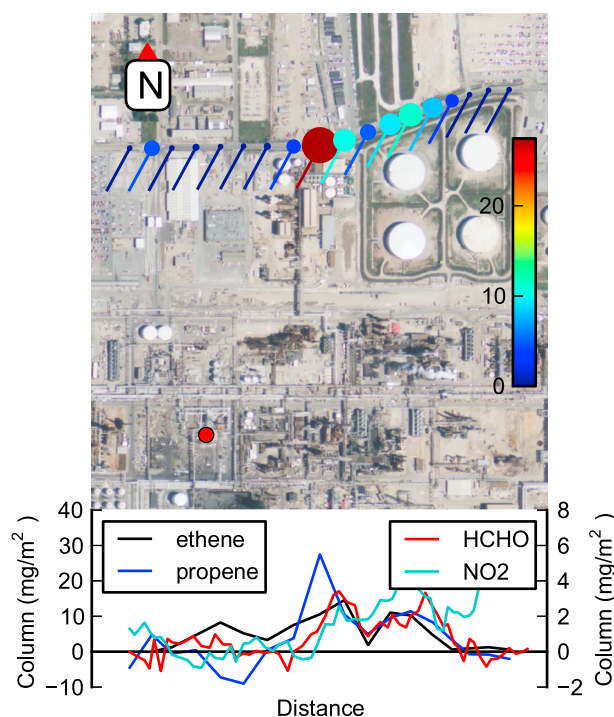 N
20
10
0
40
30
20
10
0
−10
8
6
4
2
0
−2
Column (mg/m²)
Column (mg/m²)
ethene
propene
HCHO
NO2
Distance